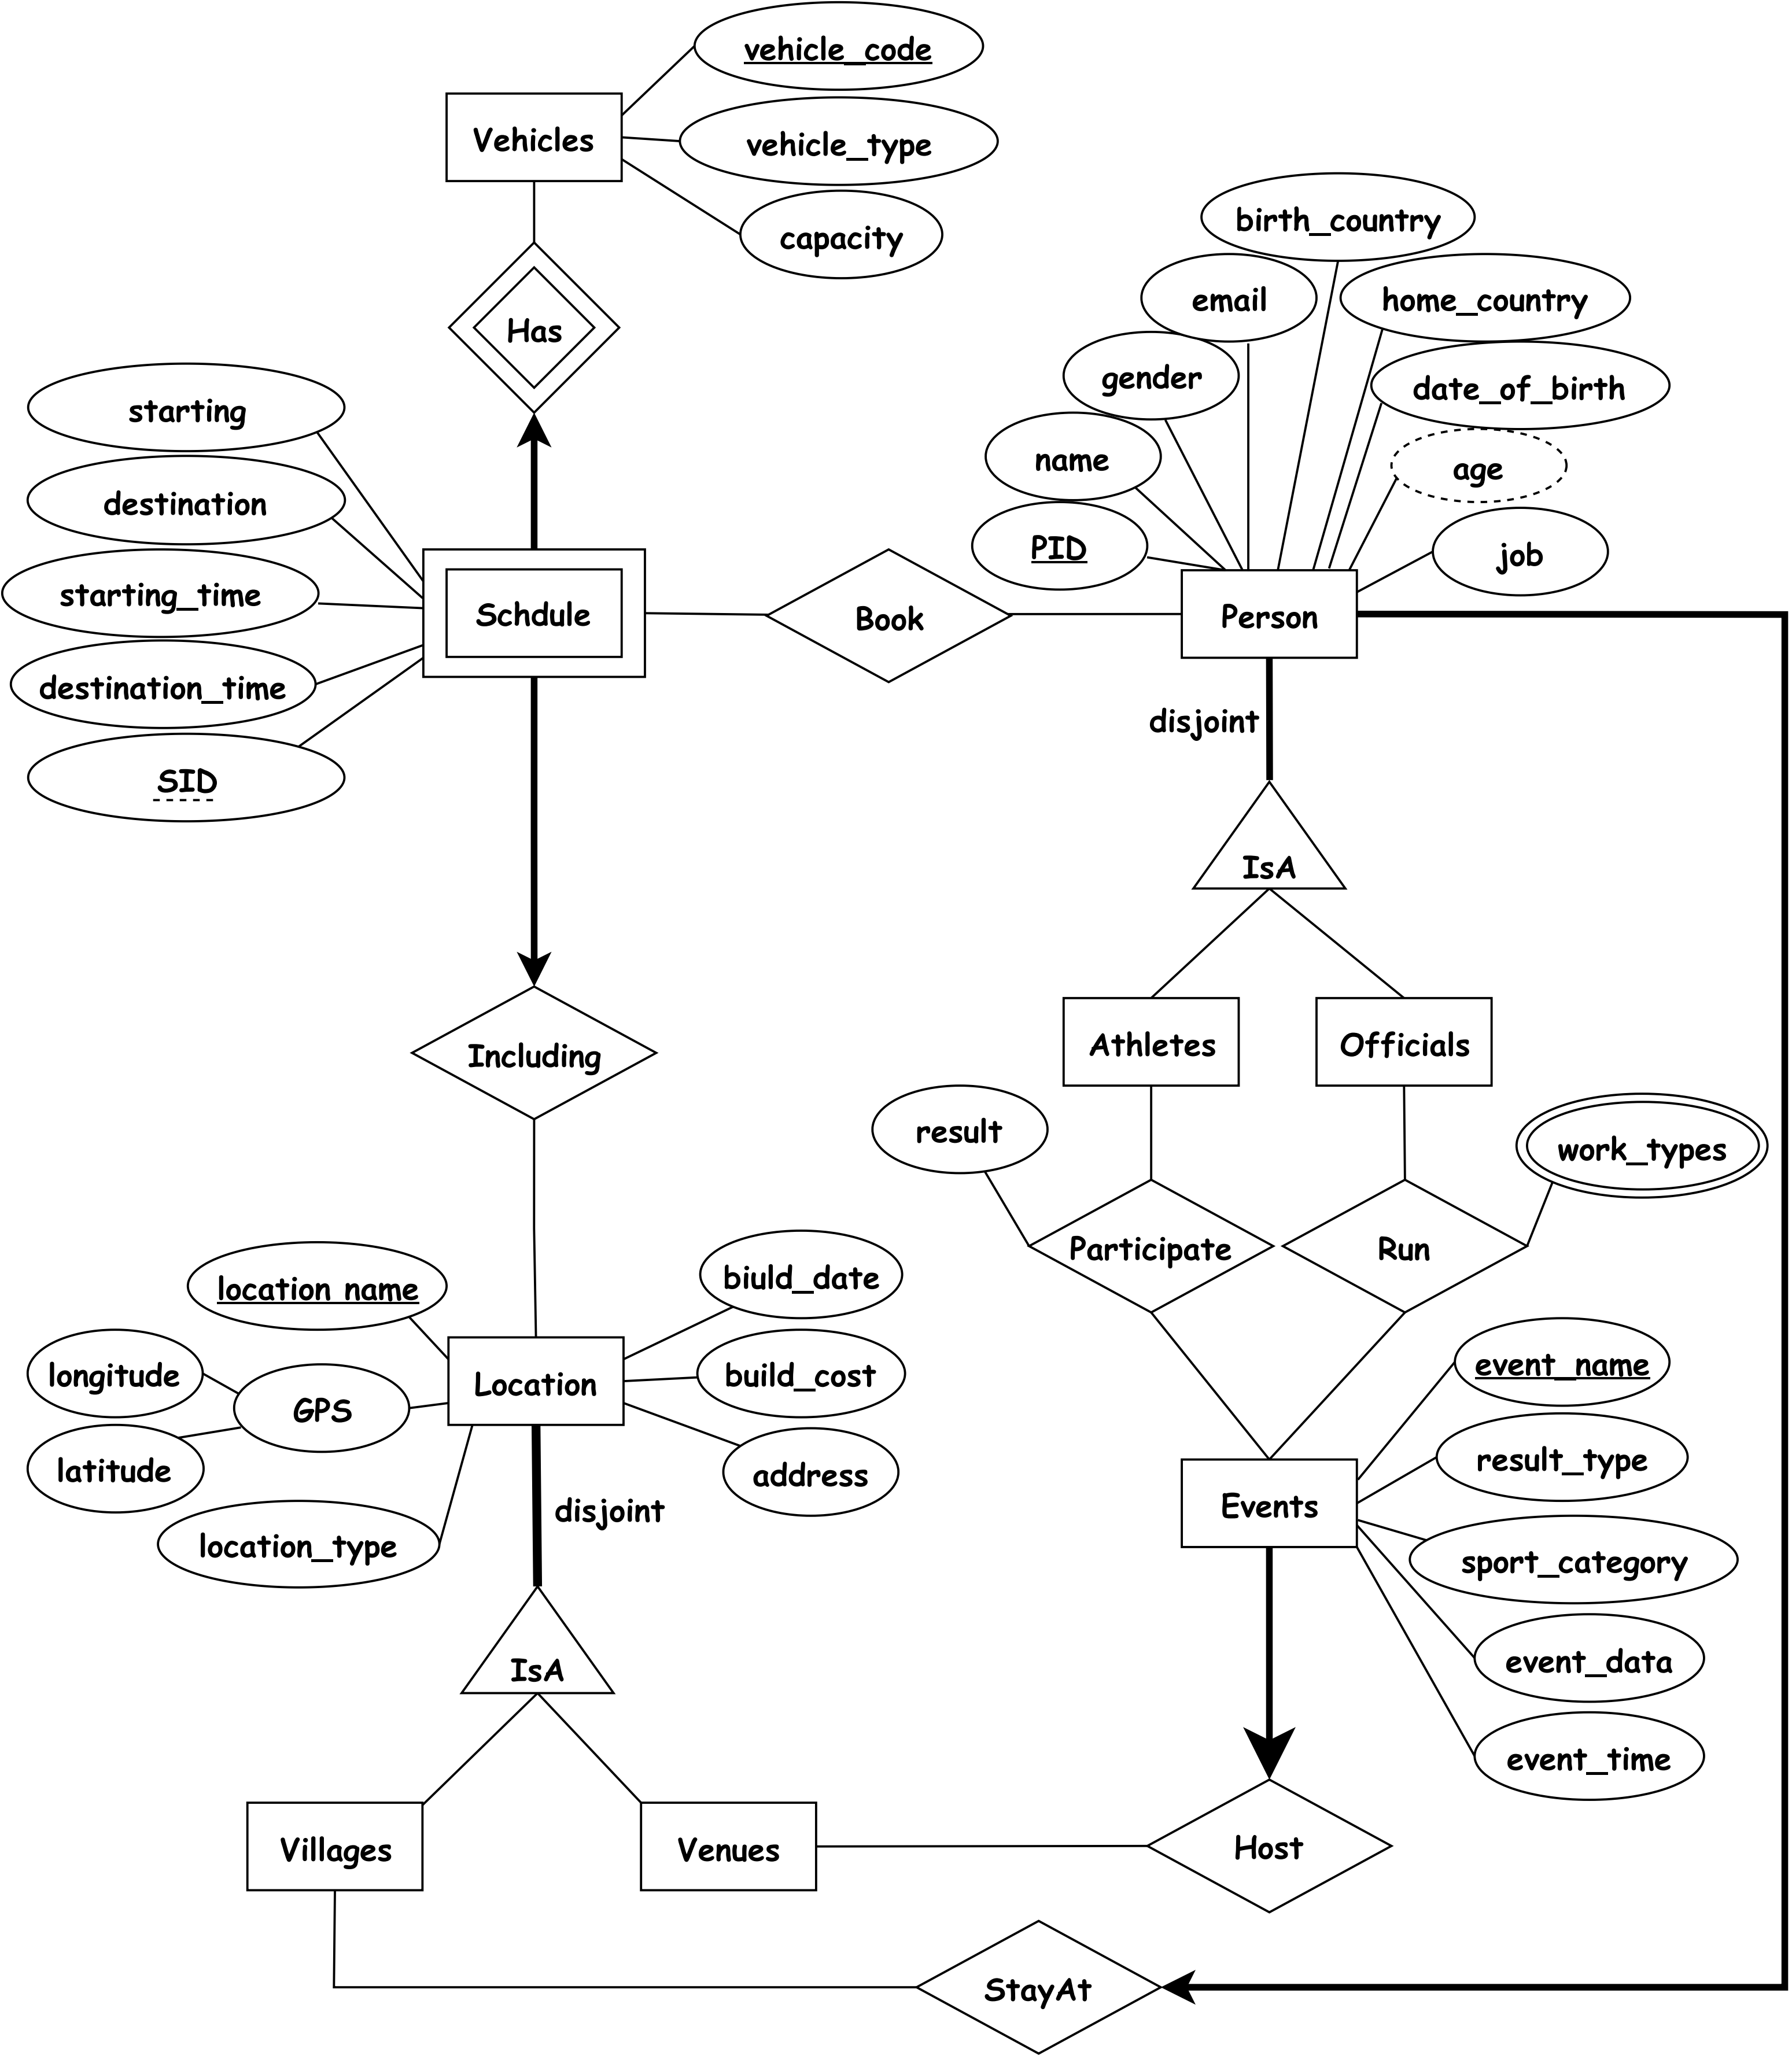 vehicle_code
Vehicles
vehicle_type
capacity
birth_country
email
home_country
Has
gender
date_of_birth
starting
name
age
destination
PID
job
starting_time
Schdule
Book
Person
destination_time
disjoint
SID
IsA
Athletes
Officials
Including
result
work_types
Participate
Run
location name
biuld_date
longitude
GPS
Location
build_cost
event_name
latitude
address
result_type
disjoint
Events
location_type
sport_category
IsA
event_data
event_time
Villages
Venues
Host
StayAt